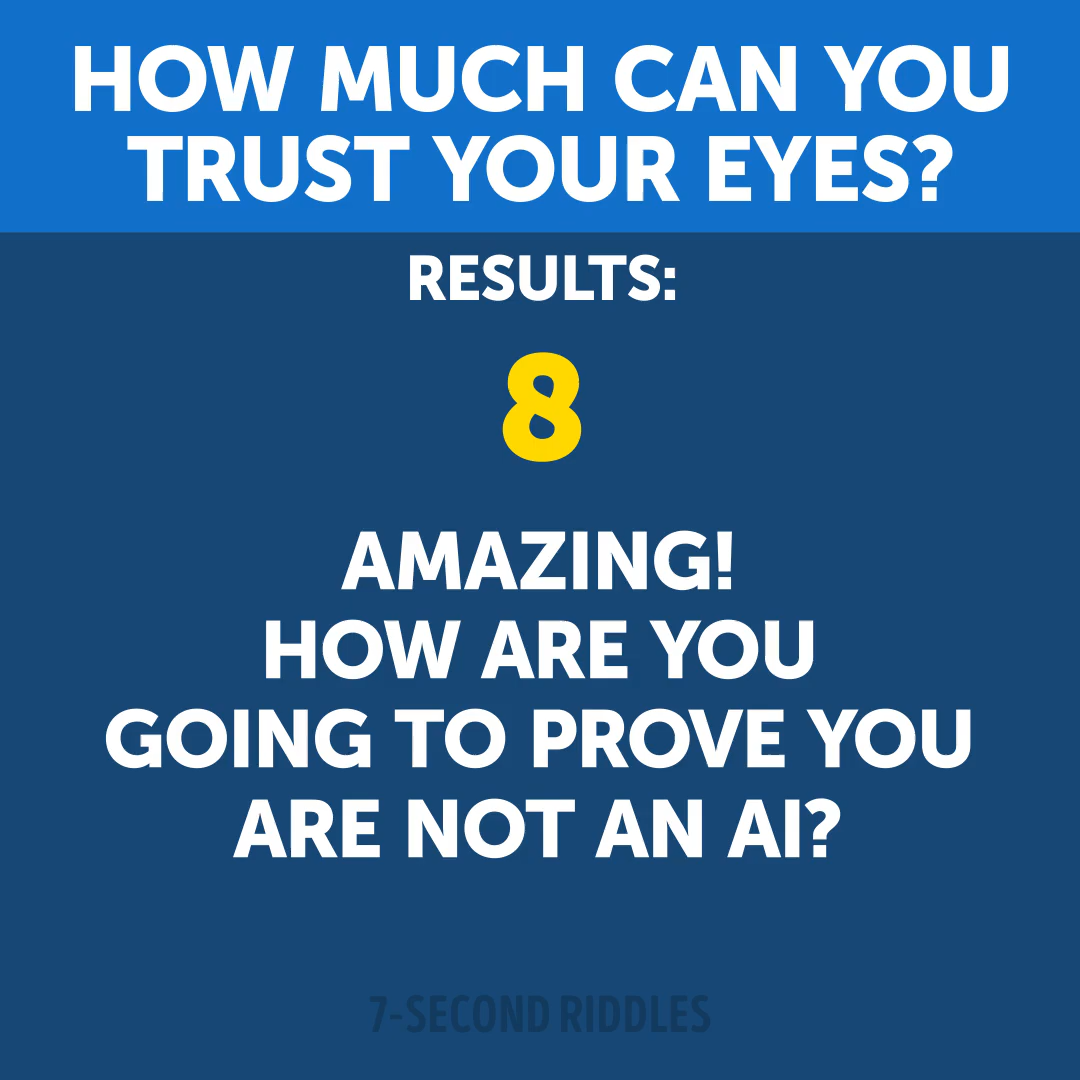 HOW MUCH CAN YOU
TRUST YOUR EYES?
RESULTS:
8
AMAZING!
HOW ARE YOU
GOING TO PROVE YOU
ARE NOT AN AI?
7-SECOND RIDDLES